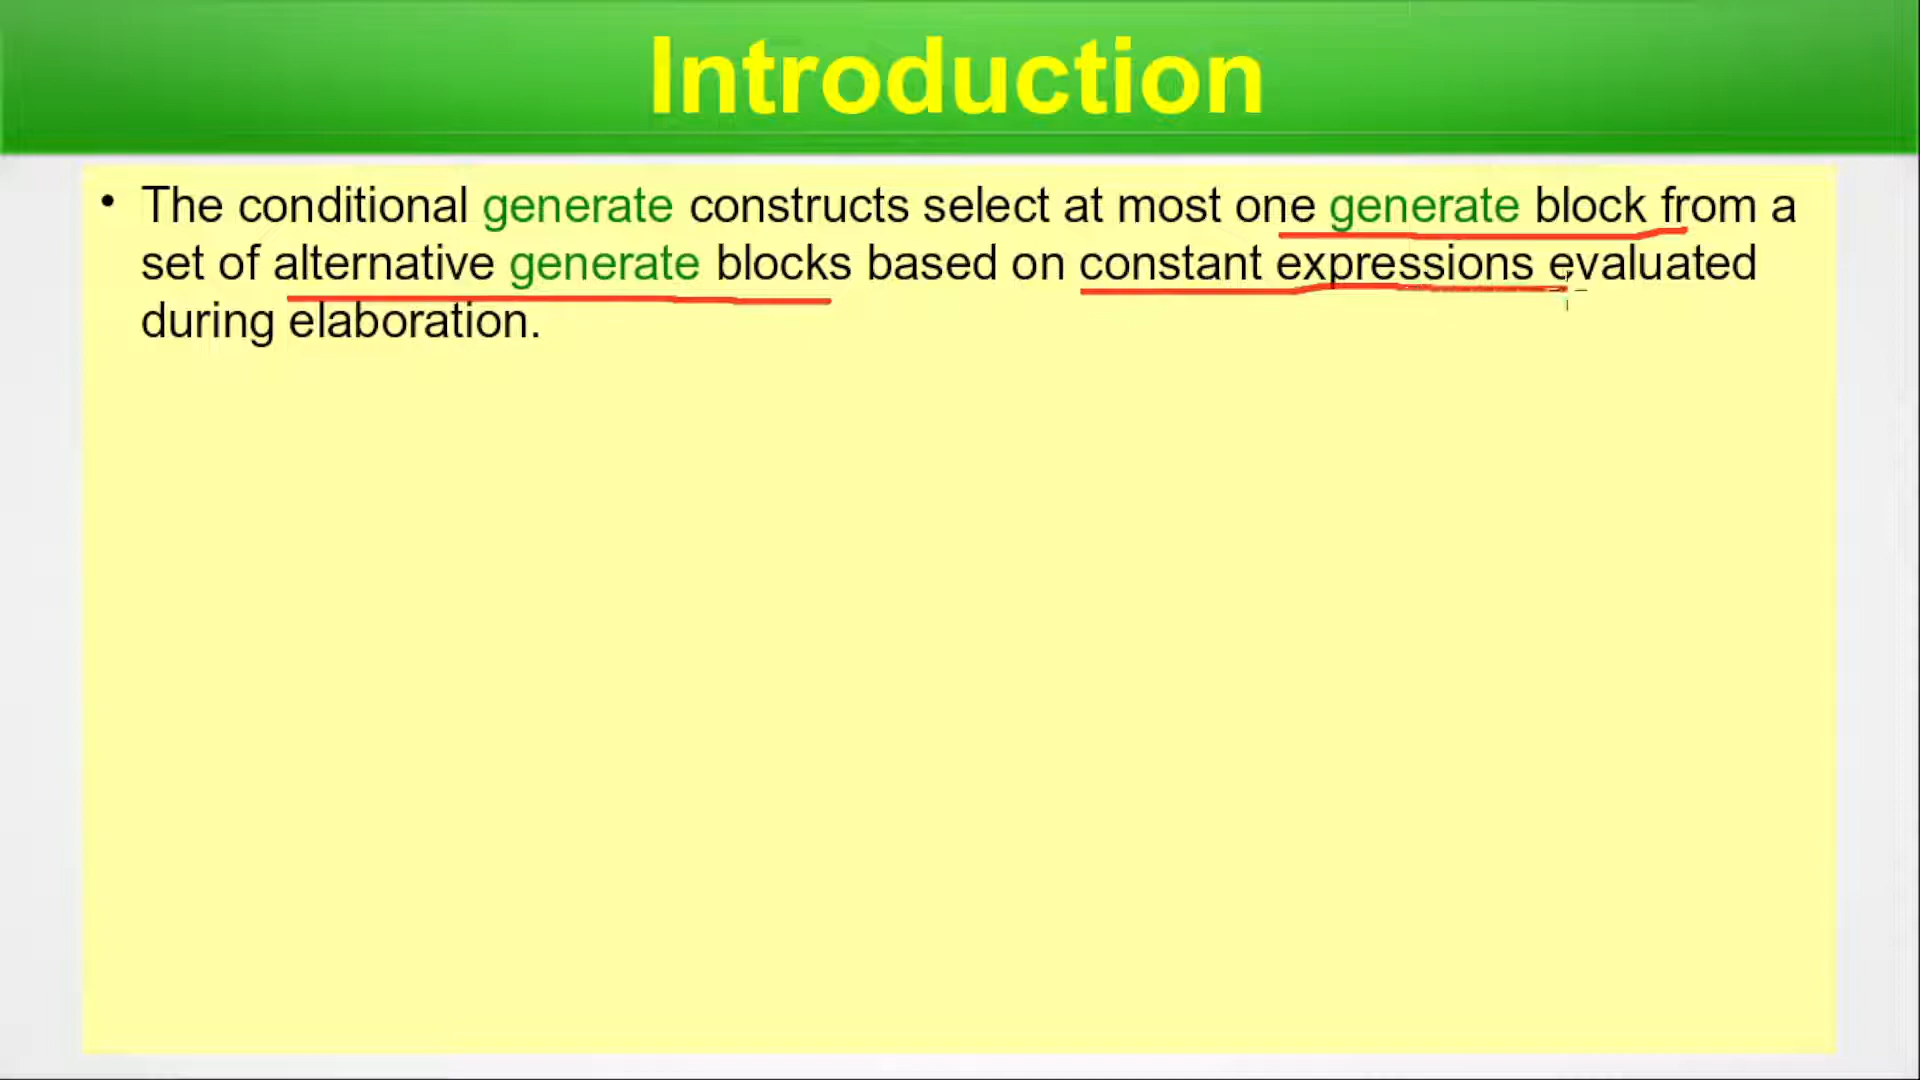 Introduction
• The conditional generate constructs select at most one generate block from a
set of alternative generate blocks based on constant expressions evaluated
during elaboration.